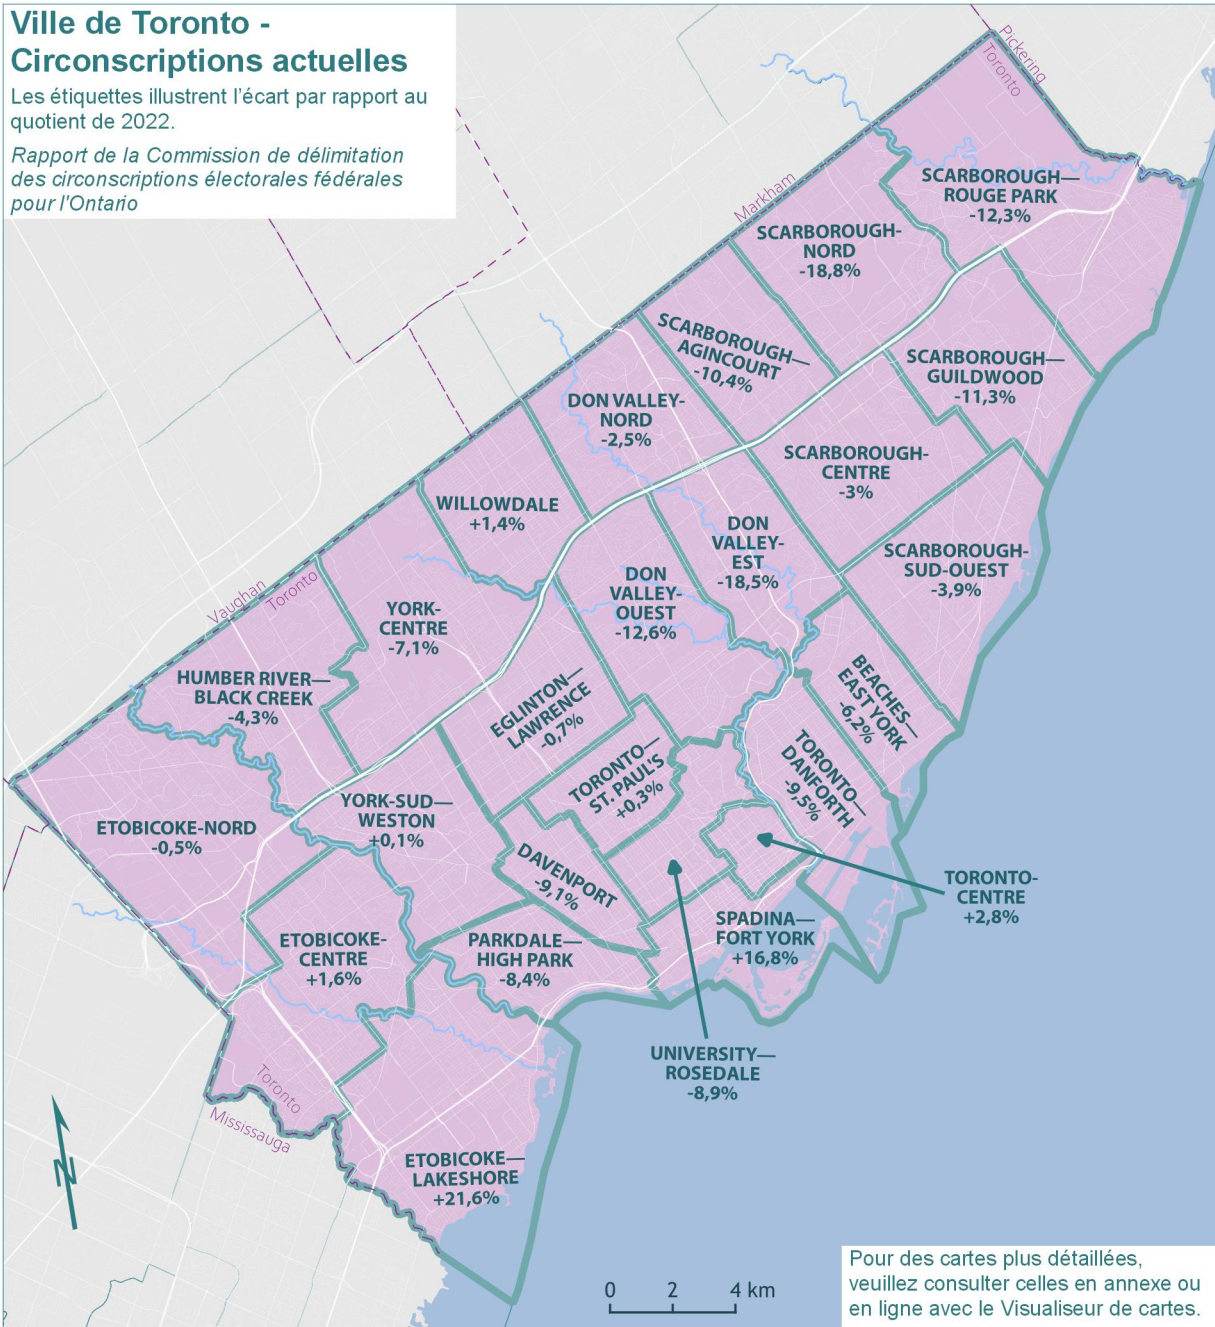 Ville de Toronto -
Circonscriptions actuelles
Les étiquettes illustrent l'écart par rapport au
quotient de 2022.
Rapport de la Commission de délimitation
des circonscriptions électorales fédérales
pour l'Ontario
Pickering
Toronto
Markham
SCARBOROUGH—
ROUGE PARK
-12,3%
SCARBOROUGH-
NORD
-18,8%
SCARBOROUGH—
AGINCOURT
-10,4%
SCARBOROUGH—
GUILDWOOD
-11,3%
DON VALLEY-
NORD
-2,5%
SCARBOROUGH-
CENTRE
-3%
WILLOWDALE
+1,4%
DON
VALLEY-
EST
-18,5%
SCARBOROUGH-
SUD-OUEST
-3,9%
DON
VALLEY-
OUEST
-12,6%
Vaughan
Toronto
YORK-
CENTRE
-7,1%
HUMBER RIVER—
BLACK CREEK
-4,3%
EGLINTON—
LAWRENCE
-0,7%
BEACHES—
EAST YORK
-6,2%
TORONTO—
ST. PAUL'S
+0,3%
TORONTO—
DANFORTH
-9,5%
YORK-SUD—
WESTON
+0,1%
ETOBICOKE-NORD
-0,5%
DAVENPORT
-9,1%
TORONTO-
CENTRE
+2,8%
SPADINA—
FORT YORK
+16,8%
ETOBICOKE-
CENTRE
+1,6%
PARKDALE—
HIGH PARK
-8,4%
UNIVERSITY—
ROSEDALE
-8,9%
Toronto
Mississauga
ETOBICOKE—
LAKESHORE
+21,6%
N
0 2 4 km
Pour des cartes plus détaillées,
veuillez consulter celles en annexe ou
en ligne avec le Visualiseur de cartes.